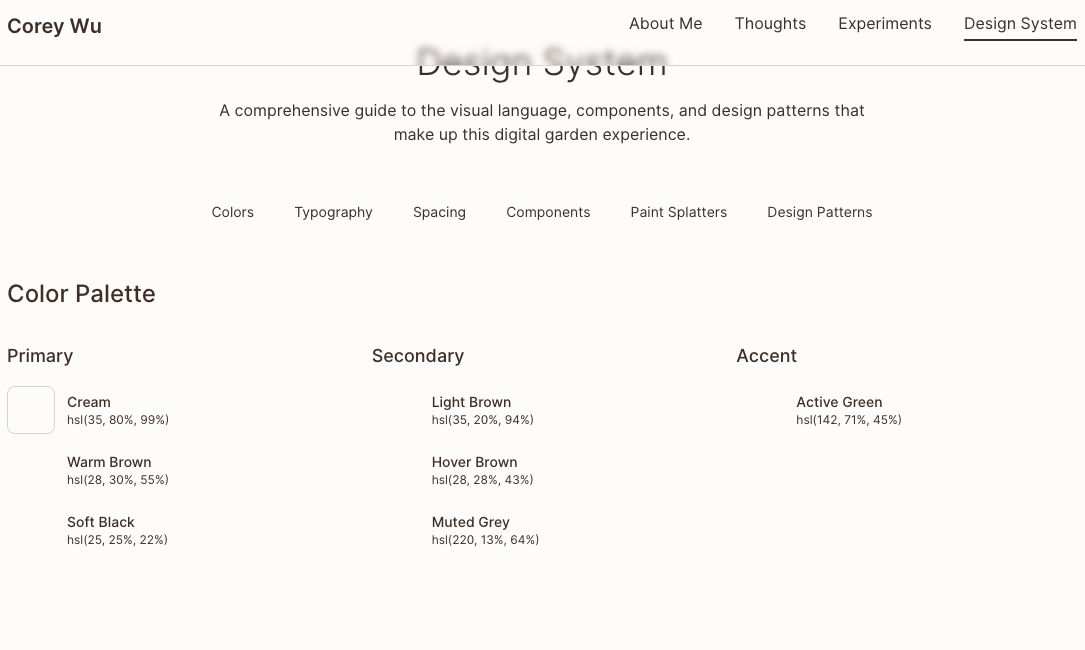 Corey Wu
About Me
Thoughts
Experiments
Design System
Design System
A comprehensive guide to the visual language, components, and design patterns that
make up this digital garden experience.
Colors
Typography
Spacing
Components
Paint Splatters
Design Patterns
Color Palette
Primary
Cream
hsl(35, 80%, 99%)
Warm Brown
hsl(28, 30%, 55%)
Soft Black
hsl(25, 25%, 22%)
Secondary
Light Brown
hsl(35, 20%, 94%)
Hover Brown
hsl(28, 28%, 43%)
Muted Grey
hsl(220, 13%, 64%)
Accent
Active Green
hsl(142, 71%, 45%)